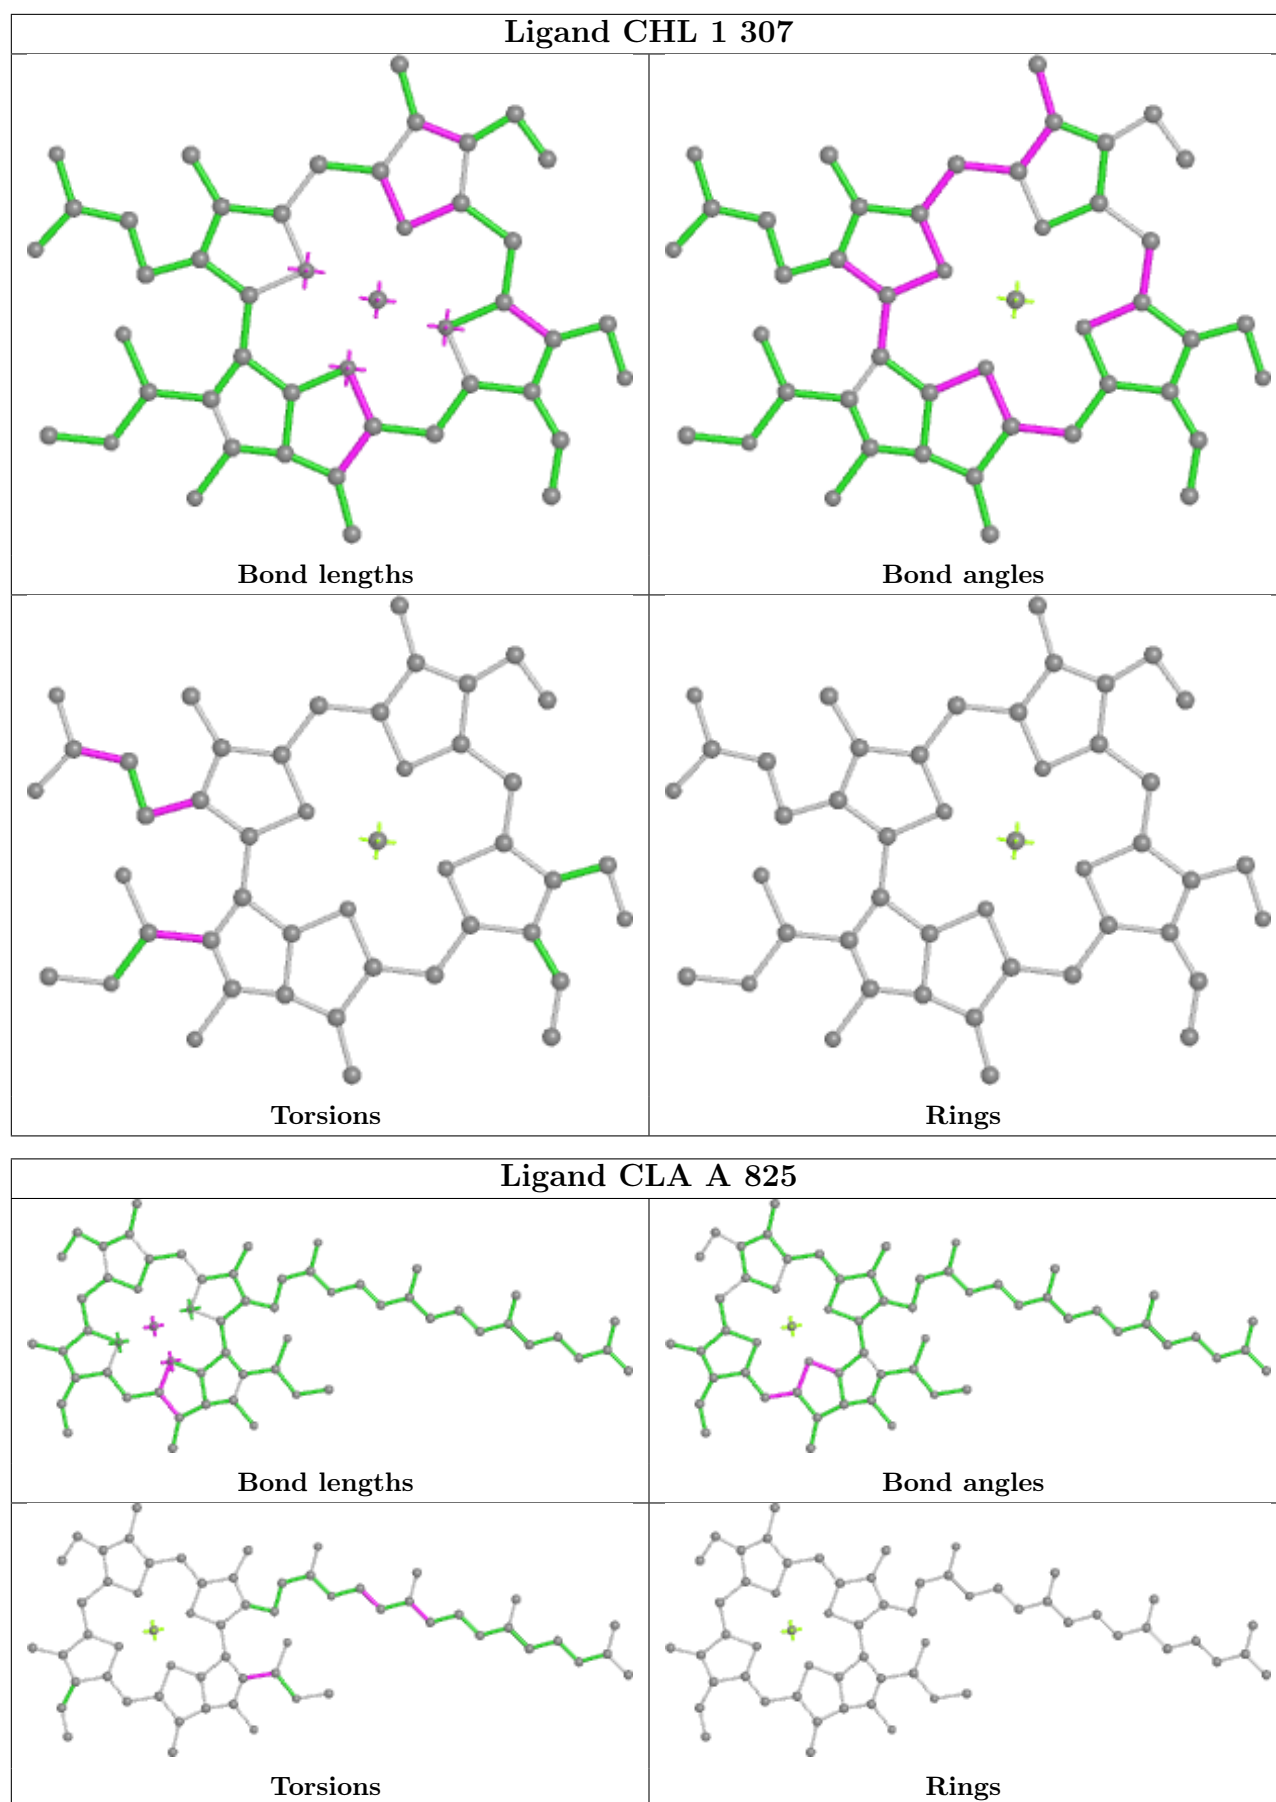 Ligand CHL 1 307
Bond lengths
Bond angles
Torsions
Rings
Ligand CLA A 825
Bond lengths
Bond angles
Torsions
Rings